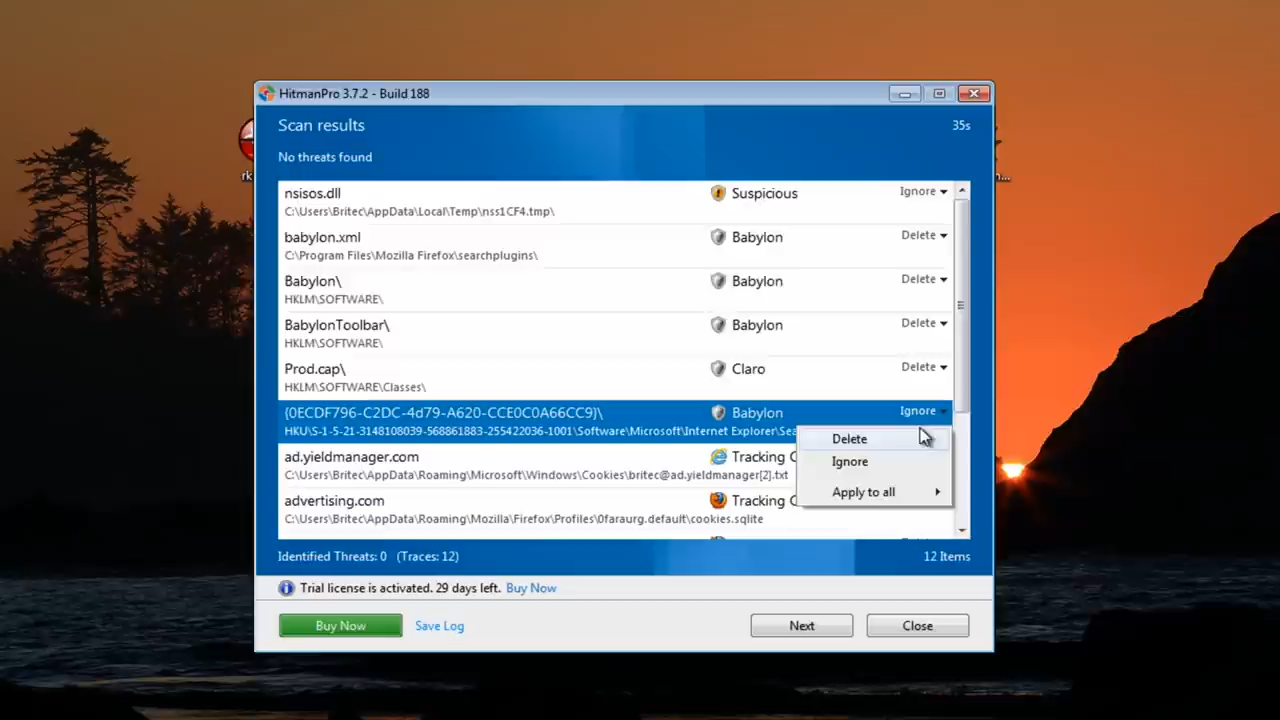 HitmanPro 3.7.2 - Build 188
Scan results
35s
No threats found
nsisos.dll
Suspicious
Ignore
C:\Users\Britec\AppData\Local\Temp\nss1CF4.tmp\
babylon.xml
Babylon
Delete
C:\Program Files\Mozilla Firefox\searchplugins\
Babylon\
Babylon
Delete
HKLM\SOFTWARE\
BabylonToolbar\
Babylon
Delete
HKLM\SOFTWARE\
Prod.cap\
Claro
Delete
HKLM\SOFTWARE\Classes\
{0ECDF796-C2DC-4d79-A620-CCE0C0A66CC9}\
Babylon
Ignore
HKU\S-1-5-21-3148108039-568861883-255422036-1001\Software\Microsoft\Internet Explorer\Sea
Delete
Ignore
Apply to all
ad.yieldmanager.com
Tracking C
C:\Users\Britec\AppData\Roaming\Microsoft\Windows\Cookies\britec@ad.yieldmanager[2].txt
advertising.com
Tracking C
C:\Users\Britec\AppData\Roaming\Mozilla\Firefox\Profiles\0faraurg.default\cookies.sqlite
Identified Threats: 0 (Traces: 12)
12 Items
Trial license is activated. 29 days left. Buy Now
Buy Now
Save Log
Next
Close
rk
n...